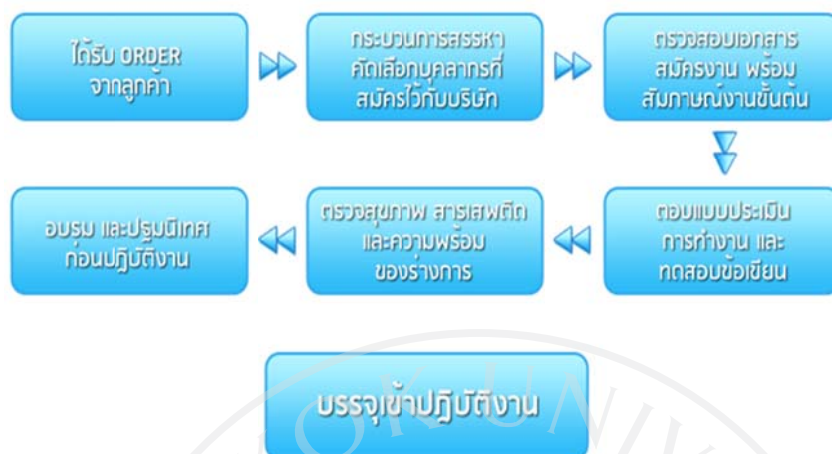 ได้รับ ORDER
จากลูกค้า
กระบวนการสรรหา
คัดเลือกบุคลากรที่
สมัครไว้กับบริษัท
ตรวจสอบเอกสาร
สมัครงาน พร้อม
สัมภาษณ์งานขั้นต้น
ตอบแบบประเมิน
การทำงาน และ
ทดสอบข้อเขียน
ตรวจสุขภาพ สารเสพติด
และความพร้อม
ของร่างการ
อบรม และปฐมนิเทศ
ก่อนปฏิบัติงาน
บรรจุเข้าปฏิบัติงาน
OK UNIV